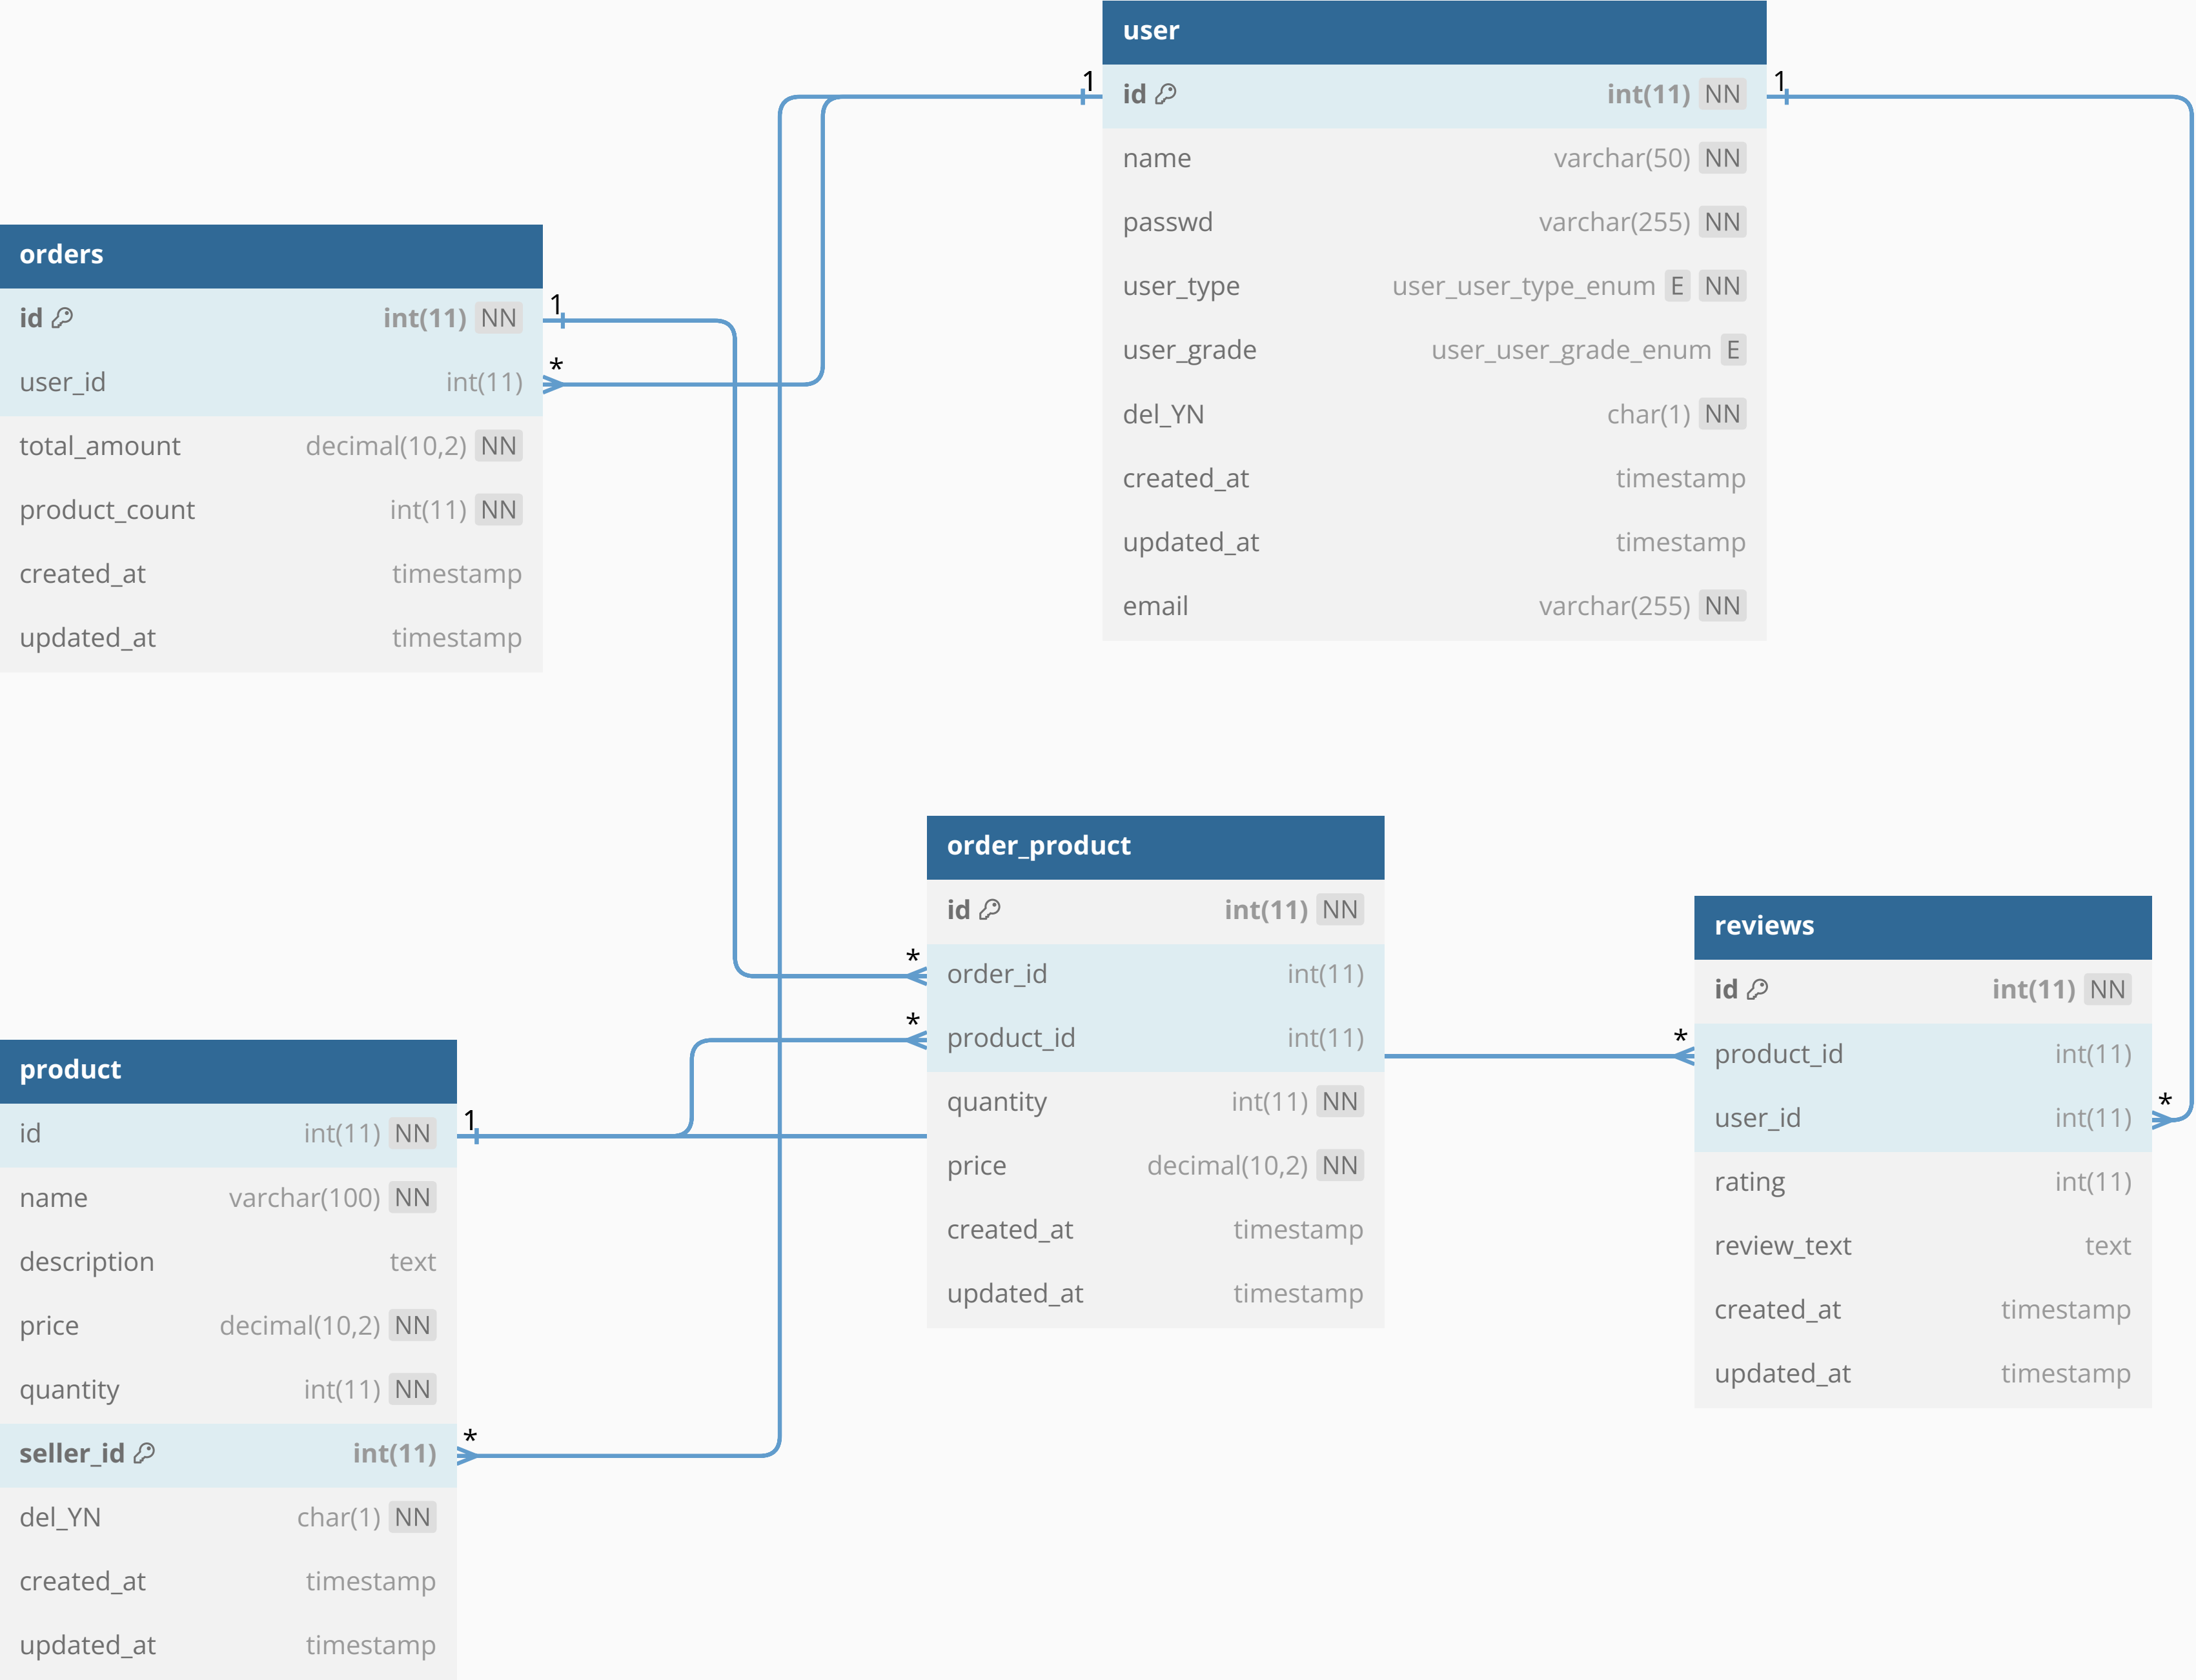 user
1
id int(11) NN
1
name varchar(50) NN
passwd varchar(255) NN
user_type user_user_type_enum E NN
user_grade user_user_grade_enum E
del_YN char(1) NN
created_at timestamp
updated_at timestamp
email varchar(255) NN
orders
id int(11) NN
1
user_id int(11)
*
total_amount decimal(10,2) NN
product_count int(11) NN
created_at timestamp
updated_at timestamp
order_product
id int(11) NN
*
order_id int(11)
*
product_id int(11)
quantity int(11) NN
price decimal(10,2) NN
created_at timestamp
updated_at timestamp
reviews
id int(11) NN
*
product_id int(11)
user_id int(11)
*
rating int(11)
review_text text
created_at timestamp
updated_at timestamp
product
id int(11) NN
1
name varchar(100) NN
description text
price decimal(10,2) NN
quantity int(11) NN
seller_id int(11)
*
del_YN char(1) NN
created_at timestamp
updated_at timestamp